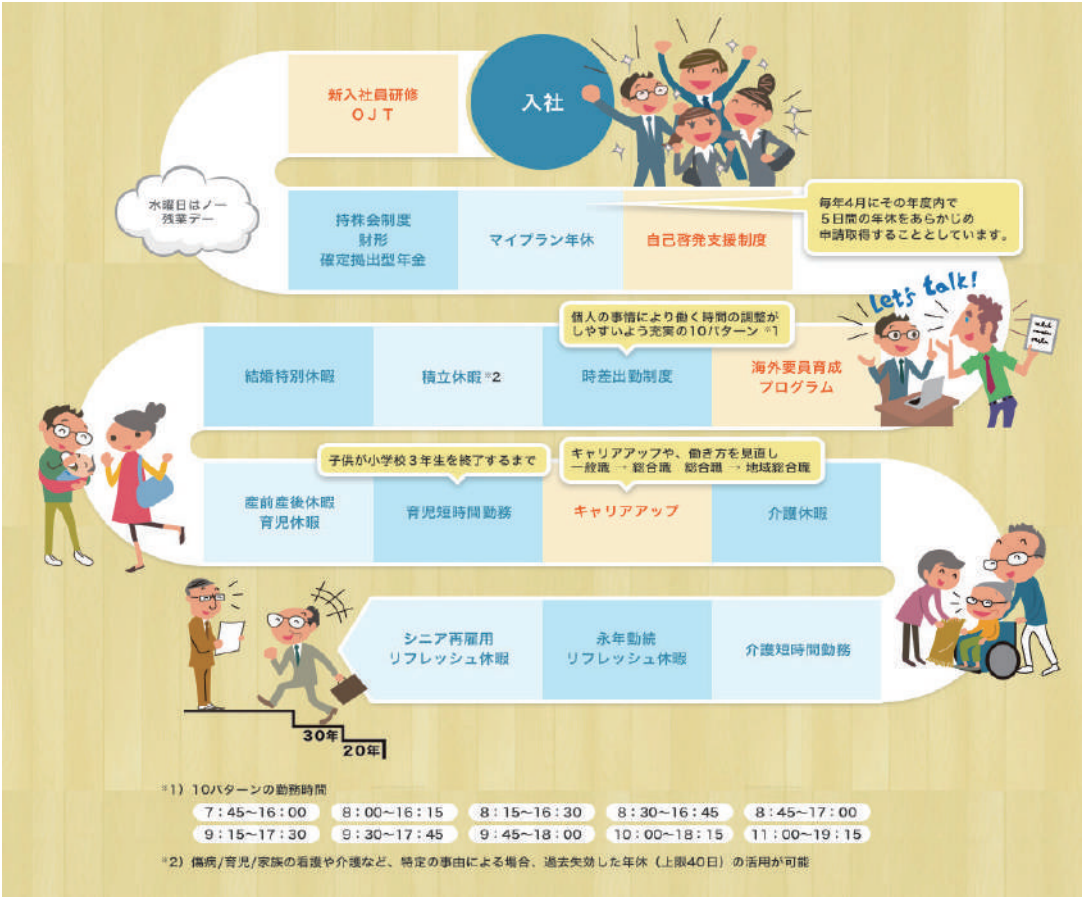 入社
新入社員研修
OJT
水曜日はノー
残業デー
持株会制度
財形
確定拠出型年金
マイプラン年休
自己啓発支援制度
毎年4月にその年度内で
5日間の年休をあらかじめ
申請取得することとしています。
Let's talk!
個人の事情により働く時間の調整が
しやすいよう充実の10パターン ※1
海外要員育成
プログラム
時差出勤制度
積立休暇※2
結婚特別休暇
産前産後休暇
育児休暇
子供が小学校3年生を終了するまで
育児短時間勤務
キャリアアップや、働き方を見直し
一般職 → 総合職　総合職 → 地域総合職
キャリアアップ
介護休暇
介護短時間勤務
永年勤続
リフレッシュ休暇
シニア再雇用
リフレッシュ休暇
30年
20年
※1）10パターンの勤務時間
7：45～16：00　8：00～16：15　8：15～16：30　8：30～16：45　8：45～17：00
9：15～17：30　9：30～17：45　9：45～18：00　10：00～18：15　11：00～19：15
※2）傷病/育児/家族の看護や介護など、特定の事由による場合、過去失効した年休（上限40日）の活用が可能